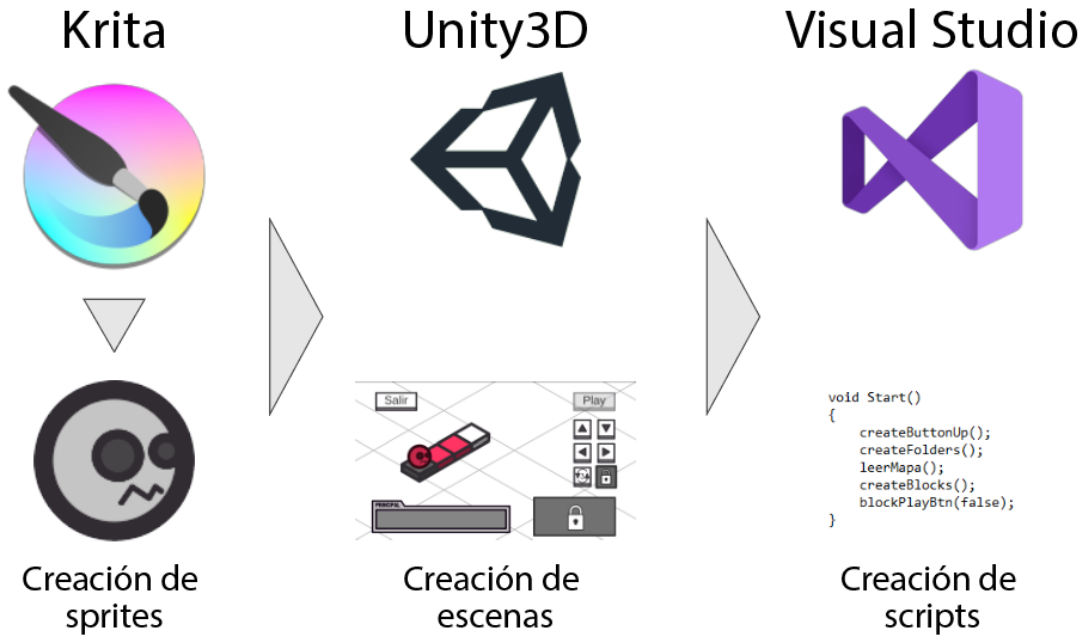 Krita
Unity3D
Visual Studio
Salir
Play
PRINCIPAL
void Start()
{
createButtonUp();
createFolders();
leerMapa();
createBlocks();
blockPlayBtn(false);
}
Creación de
sprites
Creación de
escenas
Creación de
scripts